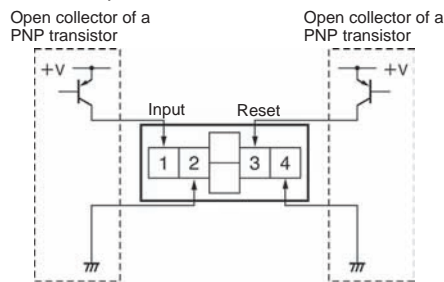 Open collector of a
PNP transistor
Open collector of a
PNP transistor
+V
+V
Input
Reset
1 2 3 4